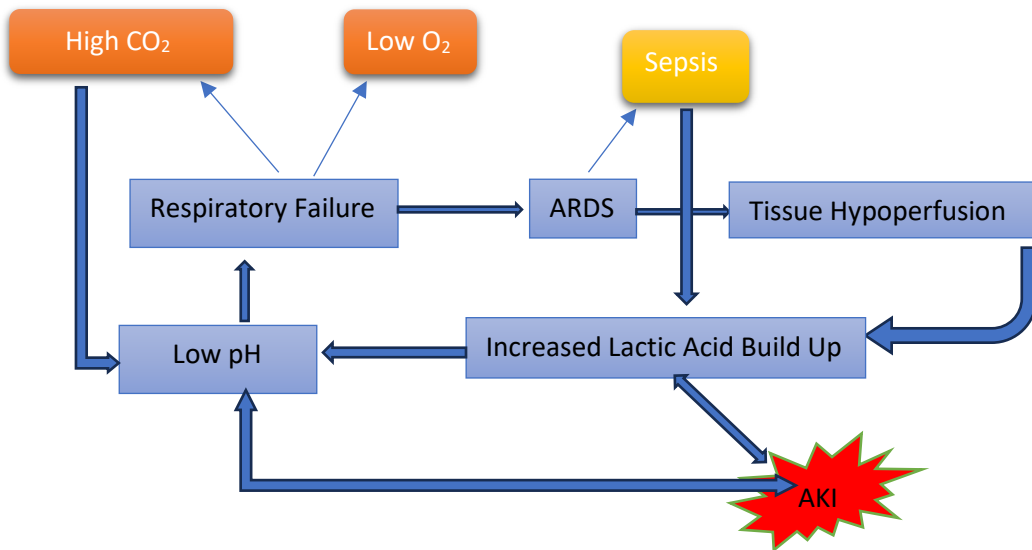 High CO₂
Low O₂
Sepsis
Respiratory Failure
ARDS
Tissue Hypoperfusion
Low pH
Increased Lactic Acid Build Up
AKI